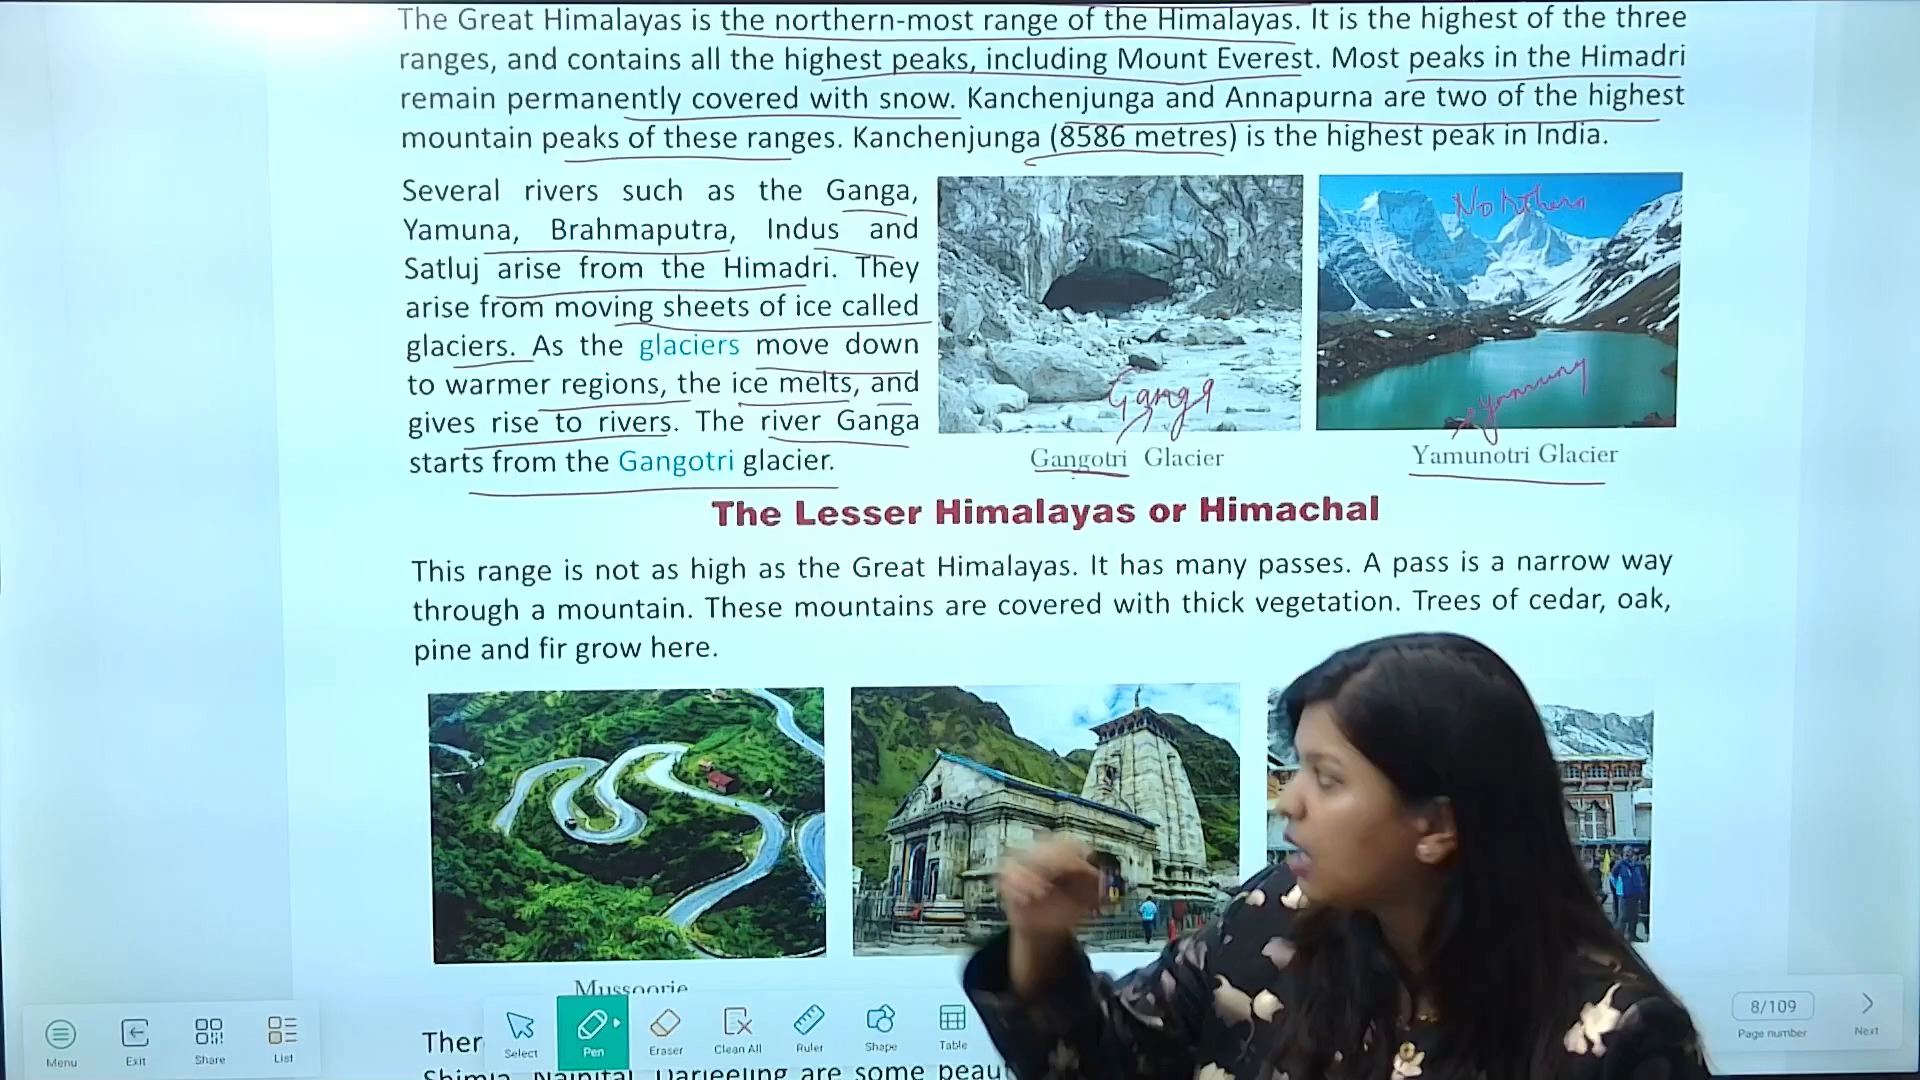 The Great Himalayas is the northern-most range of the Himalayas. It is the highest of the three
ranges, and contains all the highest peaks, including Mount Everest. Most peaks in the Himadri
remain permanently covered with snow. Kanchenjunga and Annapurna are two of the highest
mountain peaks of these ranges. Kanchenjunga (8586 metres) is the highest peak in India.
Several rivers such as the Ganga,
Yamuna, Brahmaputra, Indus and
Satluj arise from the Himadri. They
arise from moving sheets of ice called
glaciers. As the glaciers move down
to warmer regions, the ice melts, and
gives rise to rivers. The river Ganga
starts from the Gangotri glacier.
Ganga
Gangotri Glacier
Northern
Yamuna
Yamunotri Glacier
The Lesser Himalayas or Himachal
This range is not as high as the Great Himalayas. It has many passes. A pass is a narrow way
through a mountain. These mountains are covered with thick vegetation. Trees of cedar, oak,
pine and fir grow here.
Mussoorie
Ther
Shimla, Nainital, Darjeeling are some beau
Menu
Exit
Share
List
Select
Pen
Eraser
Clean All
Ruler
Shape
Table
8/109
Page number
Next